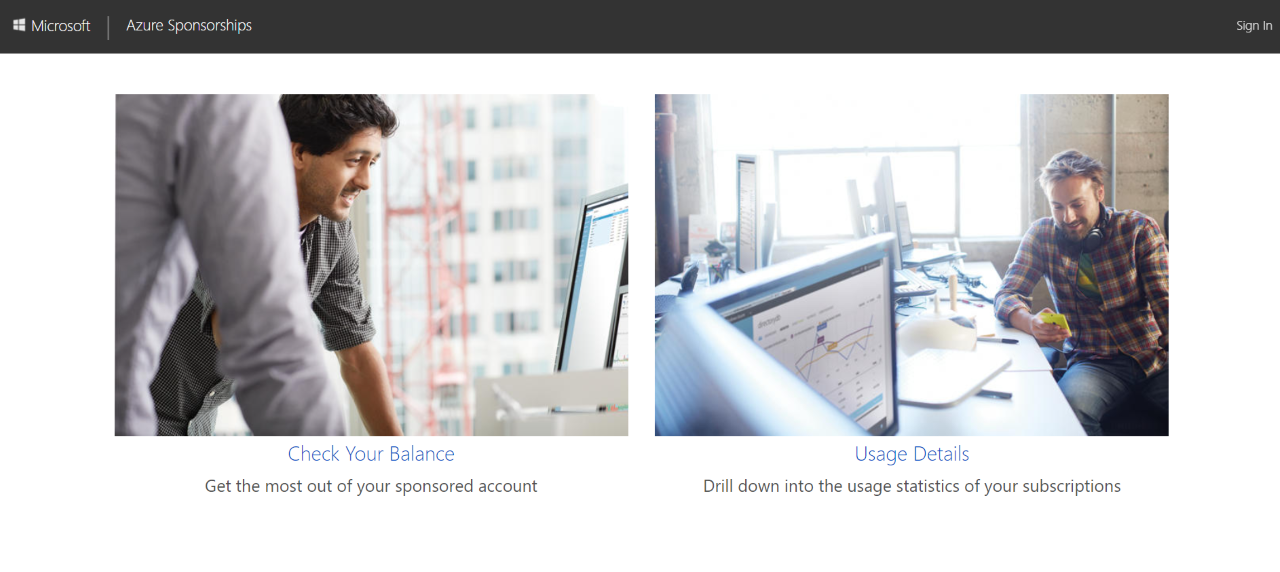 Microsoft
Azure Sponsorships
Sign In
Check Your Balance
Get the most out of your sponsored account
Usage Details
Drill down into the usage statistics of your subscriptions